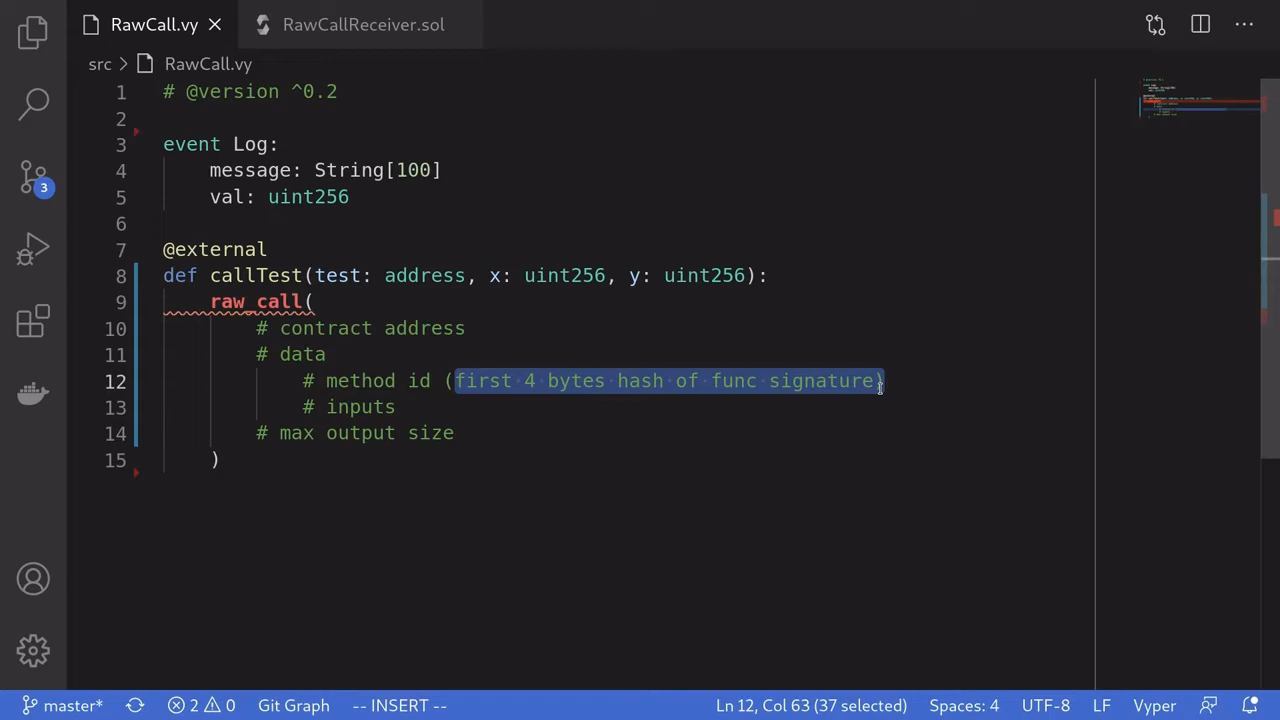 RawCall.vy
RawCallReceiver.sol
src
RawCall.vy
1 # @version ^0.2
2
3 event Log:
4 message: String[100]
5 val: uint256
6
7 @external
8 def callTest(test: address, x: uint256, y: uint256):
9 raw_call(
10 # contract address
11 # data
12 # method id (first 4 bytes hash of func signature)
13 # inputs
14 # max output size
15 )
3
master* 2 0 Git Graph -- INSERT -- Ln 12, Col 63 (37 selected) Spaces: 4 UTF-8 LF Vyper